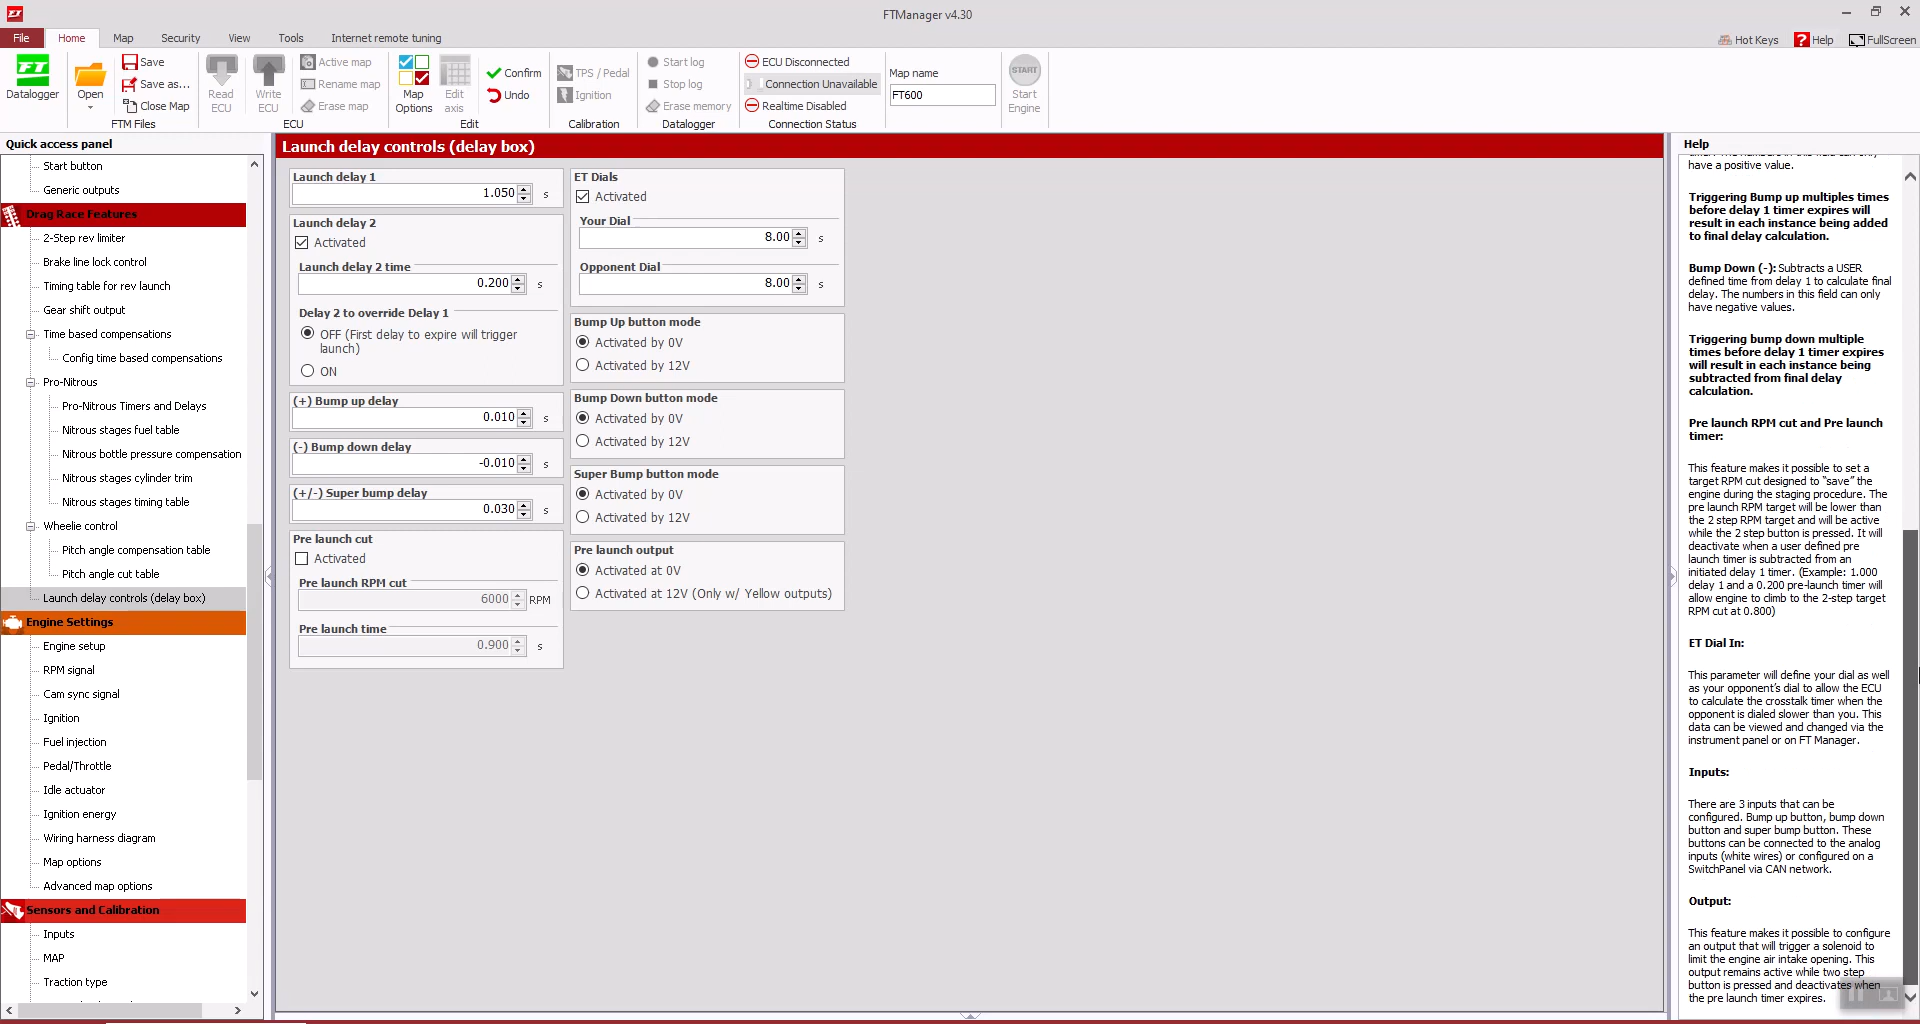 FTManager v4.30
File Home Map Security View Tools Internet remote tuning
Hot Keys Help FullScreen
Datalogger
Open
Save
Save as...
Close Map
FTM Files
Read ECU
Write ECU
Active map
Rename map
Erase map
ECU
Map Options
Edit axis
Confirm
Undo
Edit
TPS / Pedal
Ignition
Calibration
Start log
Stop log
Erase memory
Datalogger
ECU Disconnected
Connection Unavailable
Realtime Disabled
Connection Status
Map name
FT600
START
Start Engine
Quick access panel
Start button
Generic outputs
Drag Race Features
2-Step rev limiter
Brake line lock control
Timing table for rev launch
Gear shift output
Time based compensations
Config time based compensations
Pro-Nitrous
Pro-Nitrous Timers and Delays
Nitrous stages fuel table
Nitrous bottle pressure compensation
Nitrous stages cylinder trim
Nitrous stages timing table
Wheelie control
Pitch angle compensation table
Pitch angle cut table
Launch delay controls (delay box)
Engine Settings
Engine setup
RPM signal
Cam sync signal
Ignition
Fuel injection
Pedal/Throttle
Idle actuator
Ignition energy
Wiring harness diagram
Map options
Advanced map options
Sensors and Calibration
Inputs
MAP
Traction type
Launch delay controls (delay box)
Launch delay 1
1.050 s
Launch delay 2
Activated
Launch delay 2 time
0.200 s
Delay 2 to override Delay 1
OFF (First delay to expire will trigger
launch)
ON
(+) Bump up delay
0.010 s
(-) Bump down delay
-0.010 s
(+/-) Super bump delay
0.030 s
Pre launch cut
Activated
Pre launch RPM cut
6000 RPM
Pre launch time
0.900 s
ET Dials
Activated
Your Dial
8.00 s
Opponent Dial
8.00 s
Bump Up button mode
Activated by 0V
Activated by 12V
Bump Down button mode
Activated by 0V
Activated by 12V
Super Bump button mode
Activated by 0V
Activated by 12V
Pre launch output
Activated at 0V
Activated at 12V (Only w/ Yellow outputs)
Help
have a positive value.
Triggering Bump up multiples times
before delay 1 timer expires will
result in each instance being added
to final delay calculation.
Bump Down (-): Subtracts a USER
defined time from delay 1 to calculate final
delay. The numbers in this field can only
have negative values.
Triggering bump down multiple
times before delay 1 timer expires
will result in each instance being
subtracted from final delay
calculation.
Pre launch RPM cut and Pre launch
timer:
This feature makes it possible to set a
target RPM cut designed to “save” the
engine during the staging procedure. The
pre launch RPM target will be lower than
the 2 step RPM target and will be active
while the 2 step button is pressed. It will
deactivate when a user defined pre
launch timer is subtracted from an
initiated delay 1 timer. (Example: 1.000
delay 1 and a 0.200 pre-launch timer will
allow engine to climb to the 2-step target
RPM cut at 0.800)
ET Dial In:
This parameter will define your dial as well
as your opponent’s dial to allow the ECU
to calculate the crosstalk timer when the
opponent is dialed slower than you. This
data can be viewed and changed via the
instrument panel or on FT Manager.
Inputs:
There are 3 inputs that can be
configured. Bump up button, bump down
button and super bump button. These
buttons can be connected to the analog
inputs (white wires) or configured on a
SwitchPanel via CAN network.
Output:
This feature makes it possible to configure
an output that will trigger a solenoid to
limit the engine air intake opening. This
output remains active while two step
button is pressed and deactivates when
the pre launch timer expires.